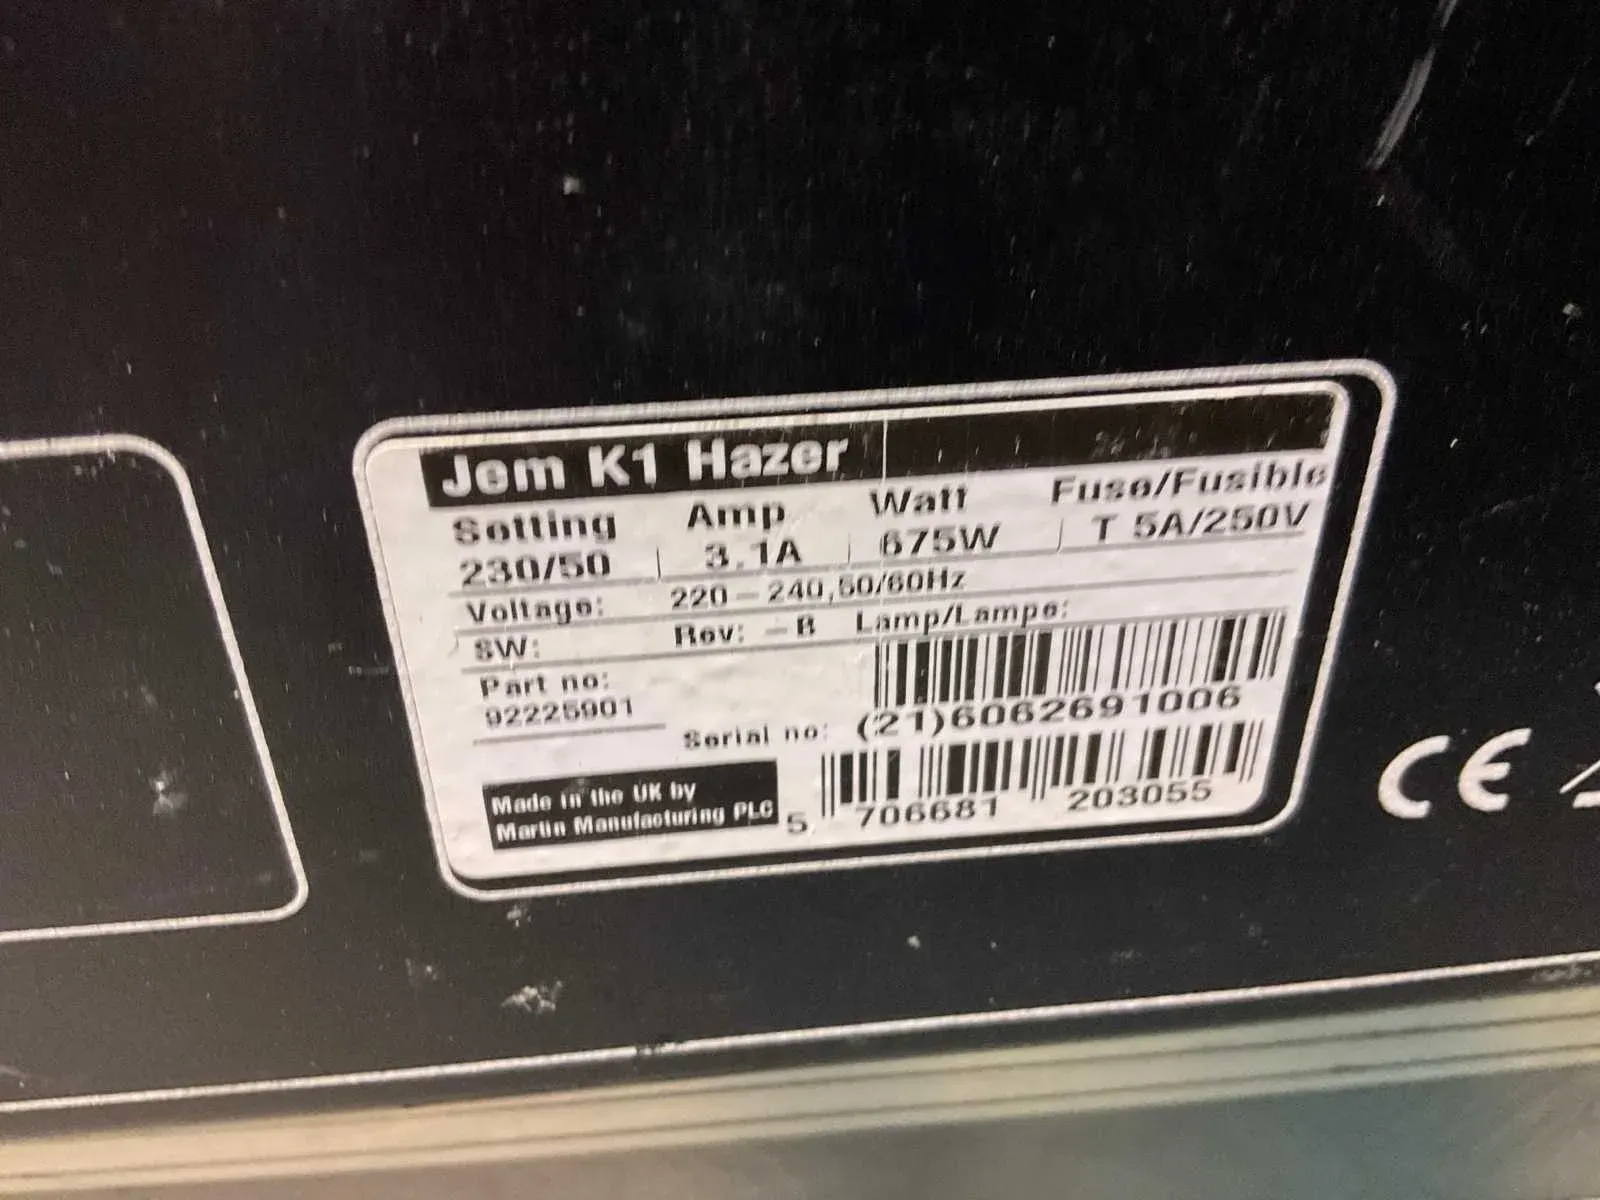 Jem K1 Hazer
Setting Amp Watt Fuse/Fusible
230/50 3.1A 675W T 5A/250V
Voltage: 220-240,50/60Hz
SW: Rev: -B Lamp/Lampe:
Part no:
92225901
Serial no: (21)6062691006
Made in the UK by
Martin Manufacturing PLC
5 706681 203055
CE